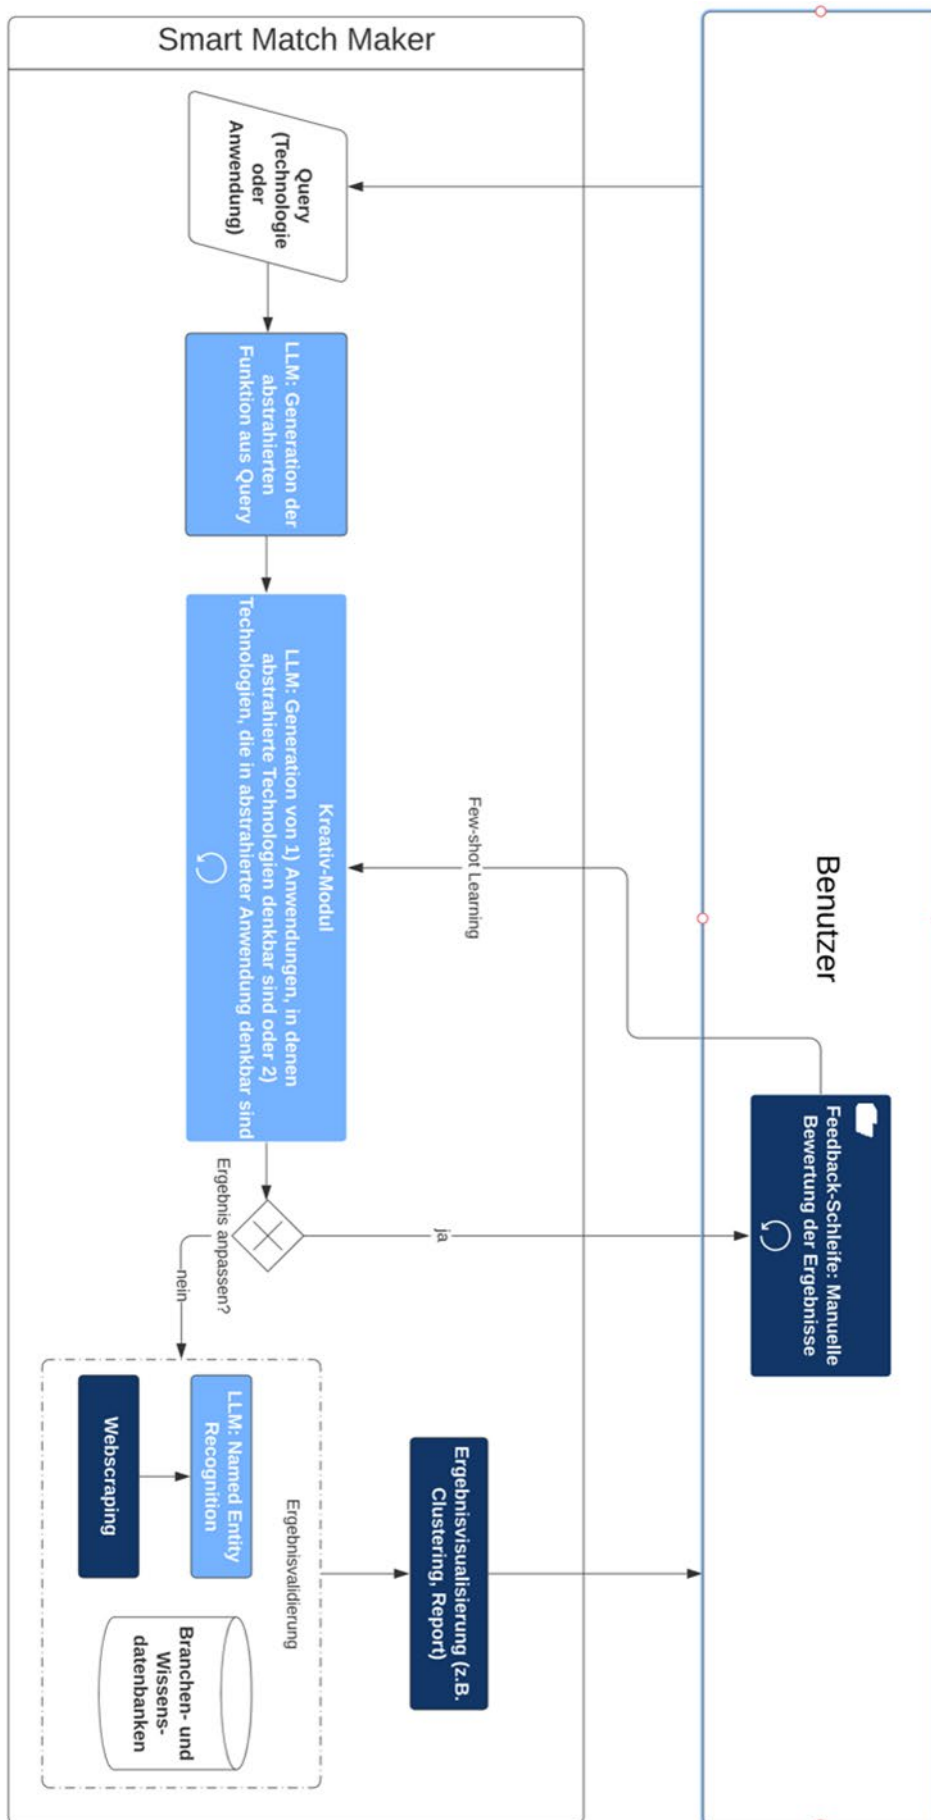 Smart Match Maker
Query
(Technologie
oder
Anwendung)
LLM: Generation der
abstrahierten
Funktion aus Query
Kreativ-Modul
LLM: Generation von 1) Anwendungen, in denen
abstrahierte Technologien denkbar sind oder 2)
Technologien, die in abstrahierter Anwendung denkbar sind
Few-shot Learning
Benutzer
Feedback-Schleife: Manuelle
Bewertung der Ergebnisse
ja
Ergebnis anpassen?
nein
Ergebnisvisualisierung (z.B.
Clustering, Report)
Ergebnisvalidierung
LLM: Named Entity
Recognition
Webscraping
Branchen- und
Wissens-
datenbanken